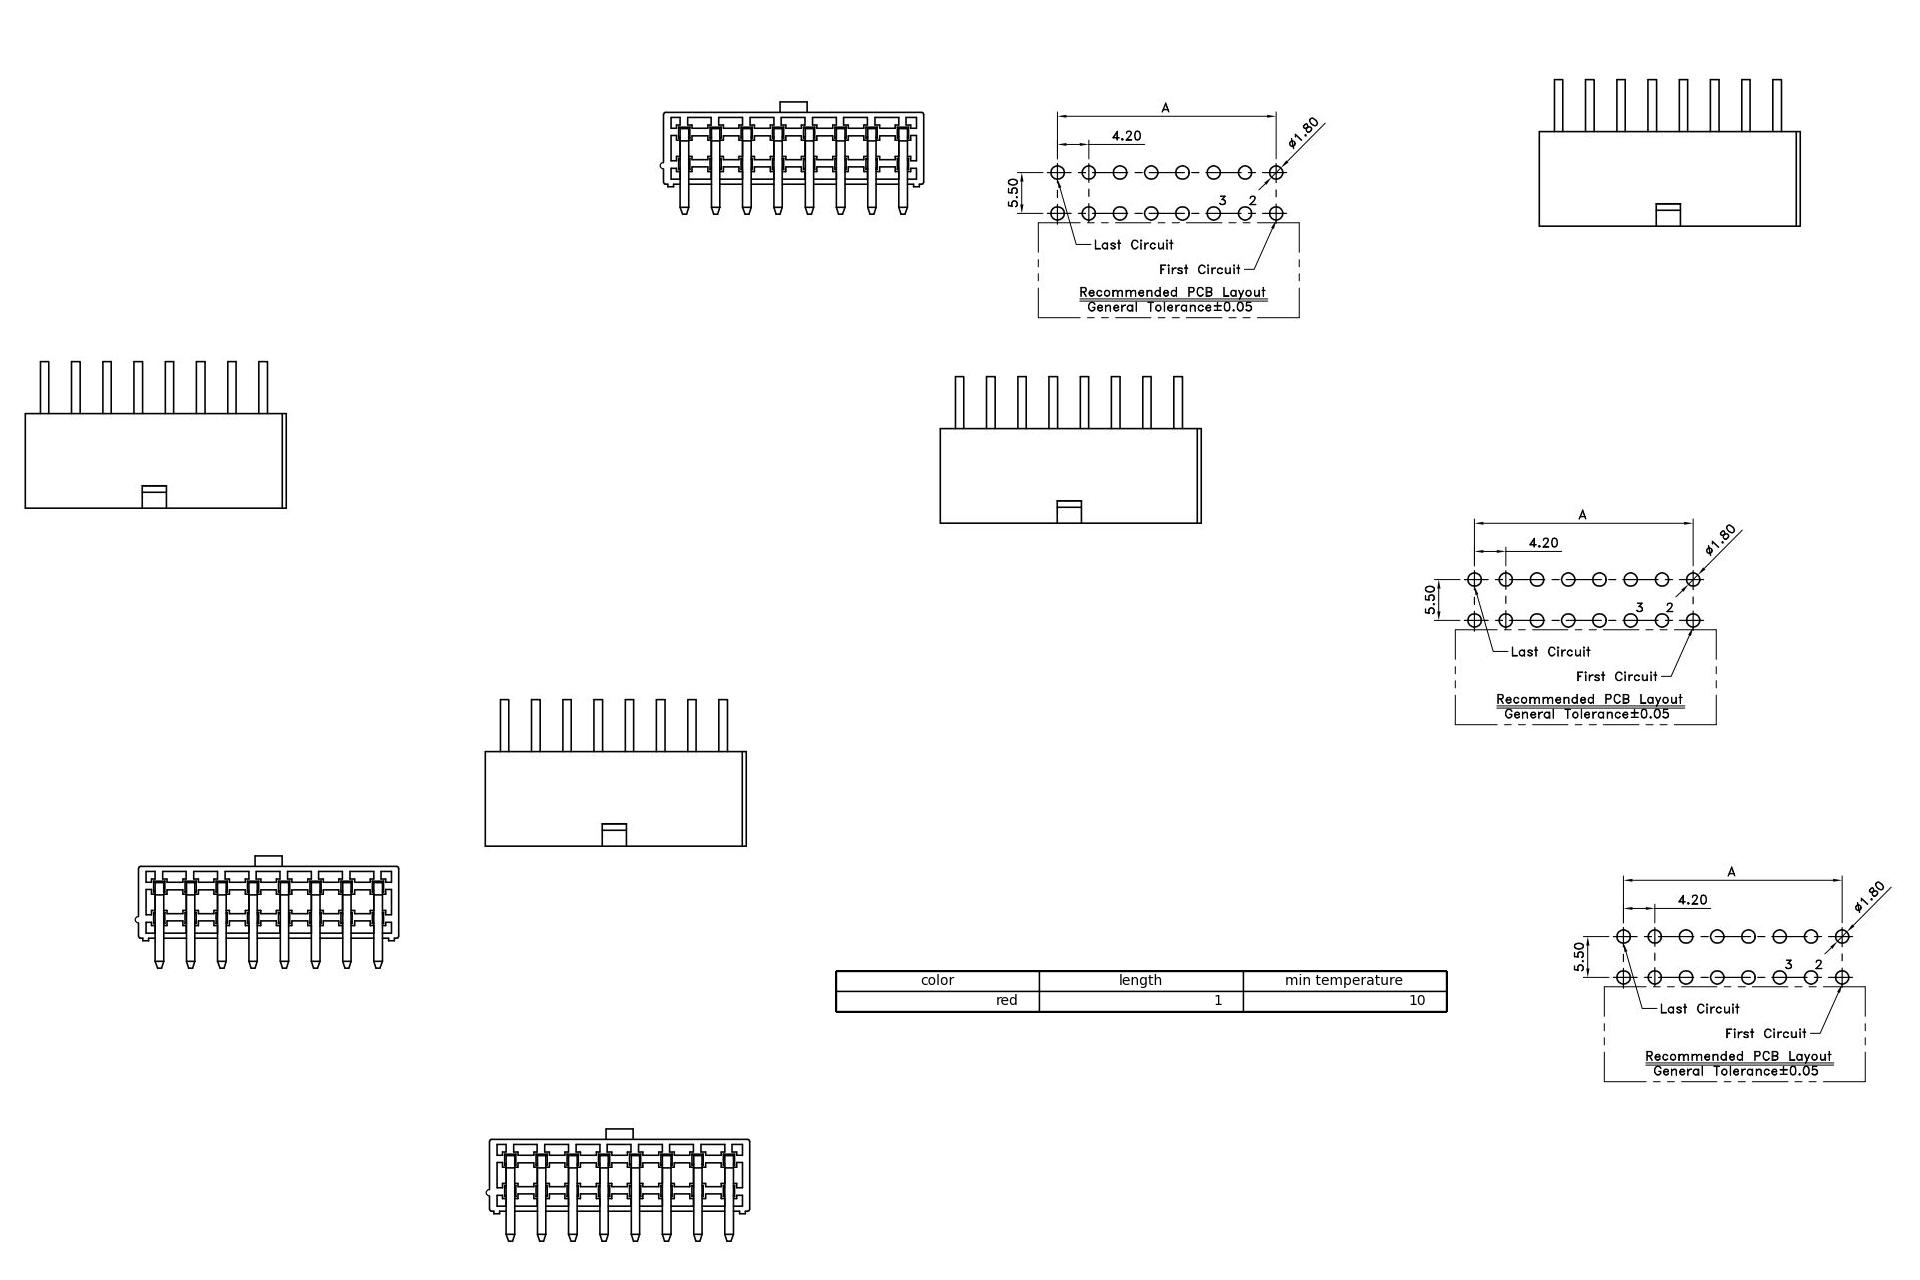 A
4.20
ø1.80
5.50
3 2
Last Circuit
First Circuit
Recommended PCB Layout
General Tolerance±0.05
A
4.20
ø1.80
5.50
3 2
Last Circuit
First Circuit
Recommended PCB Layout
General Tolerance±0.05
A
4.20
ø1.80
5.50
3 2
Last Circuit
First Circuit
Recommended PCB Layout
General Tolerance±0.05
color length min temperature
red 1 10